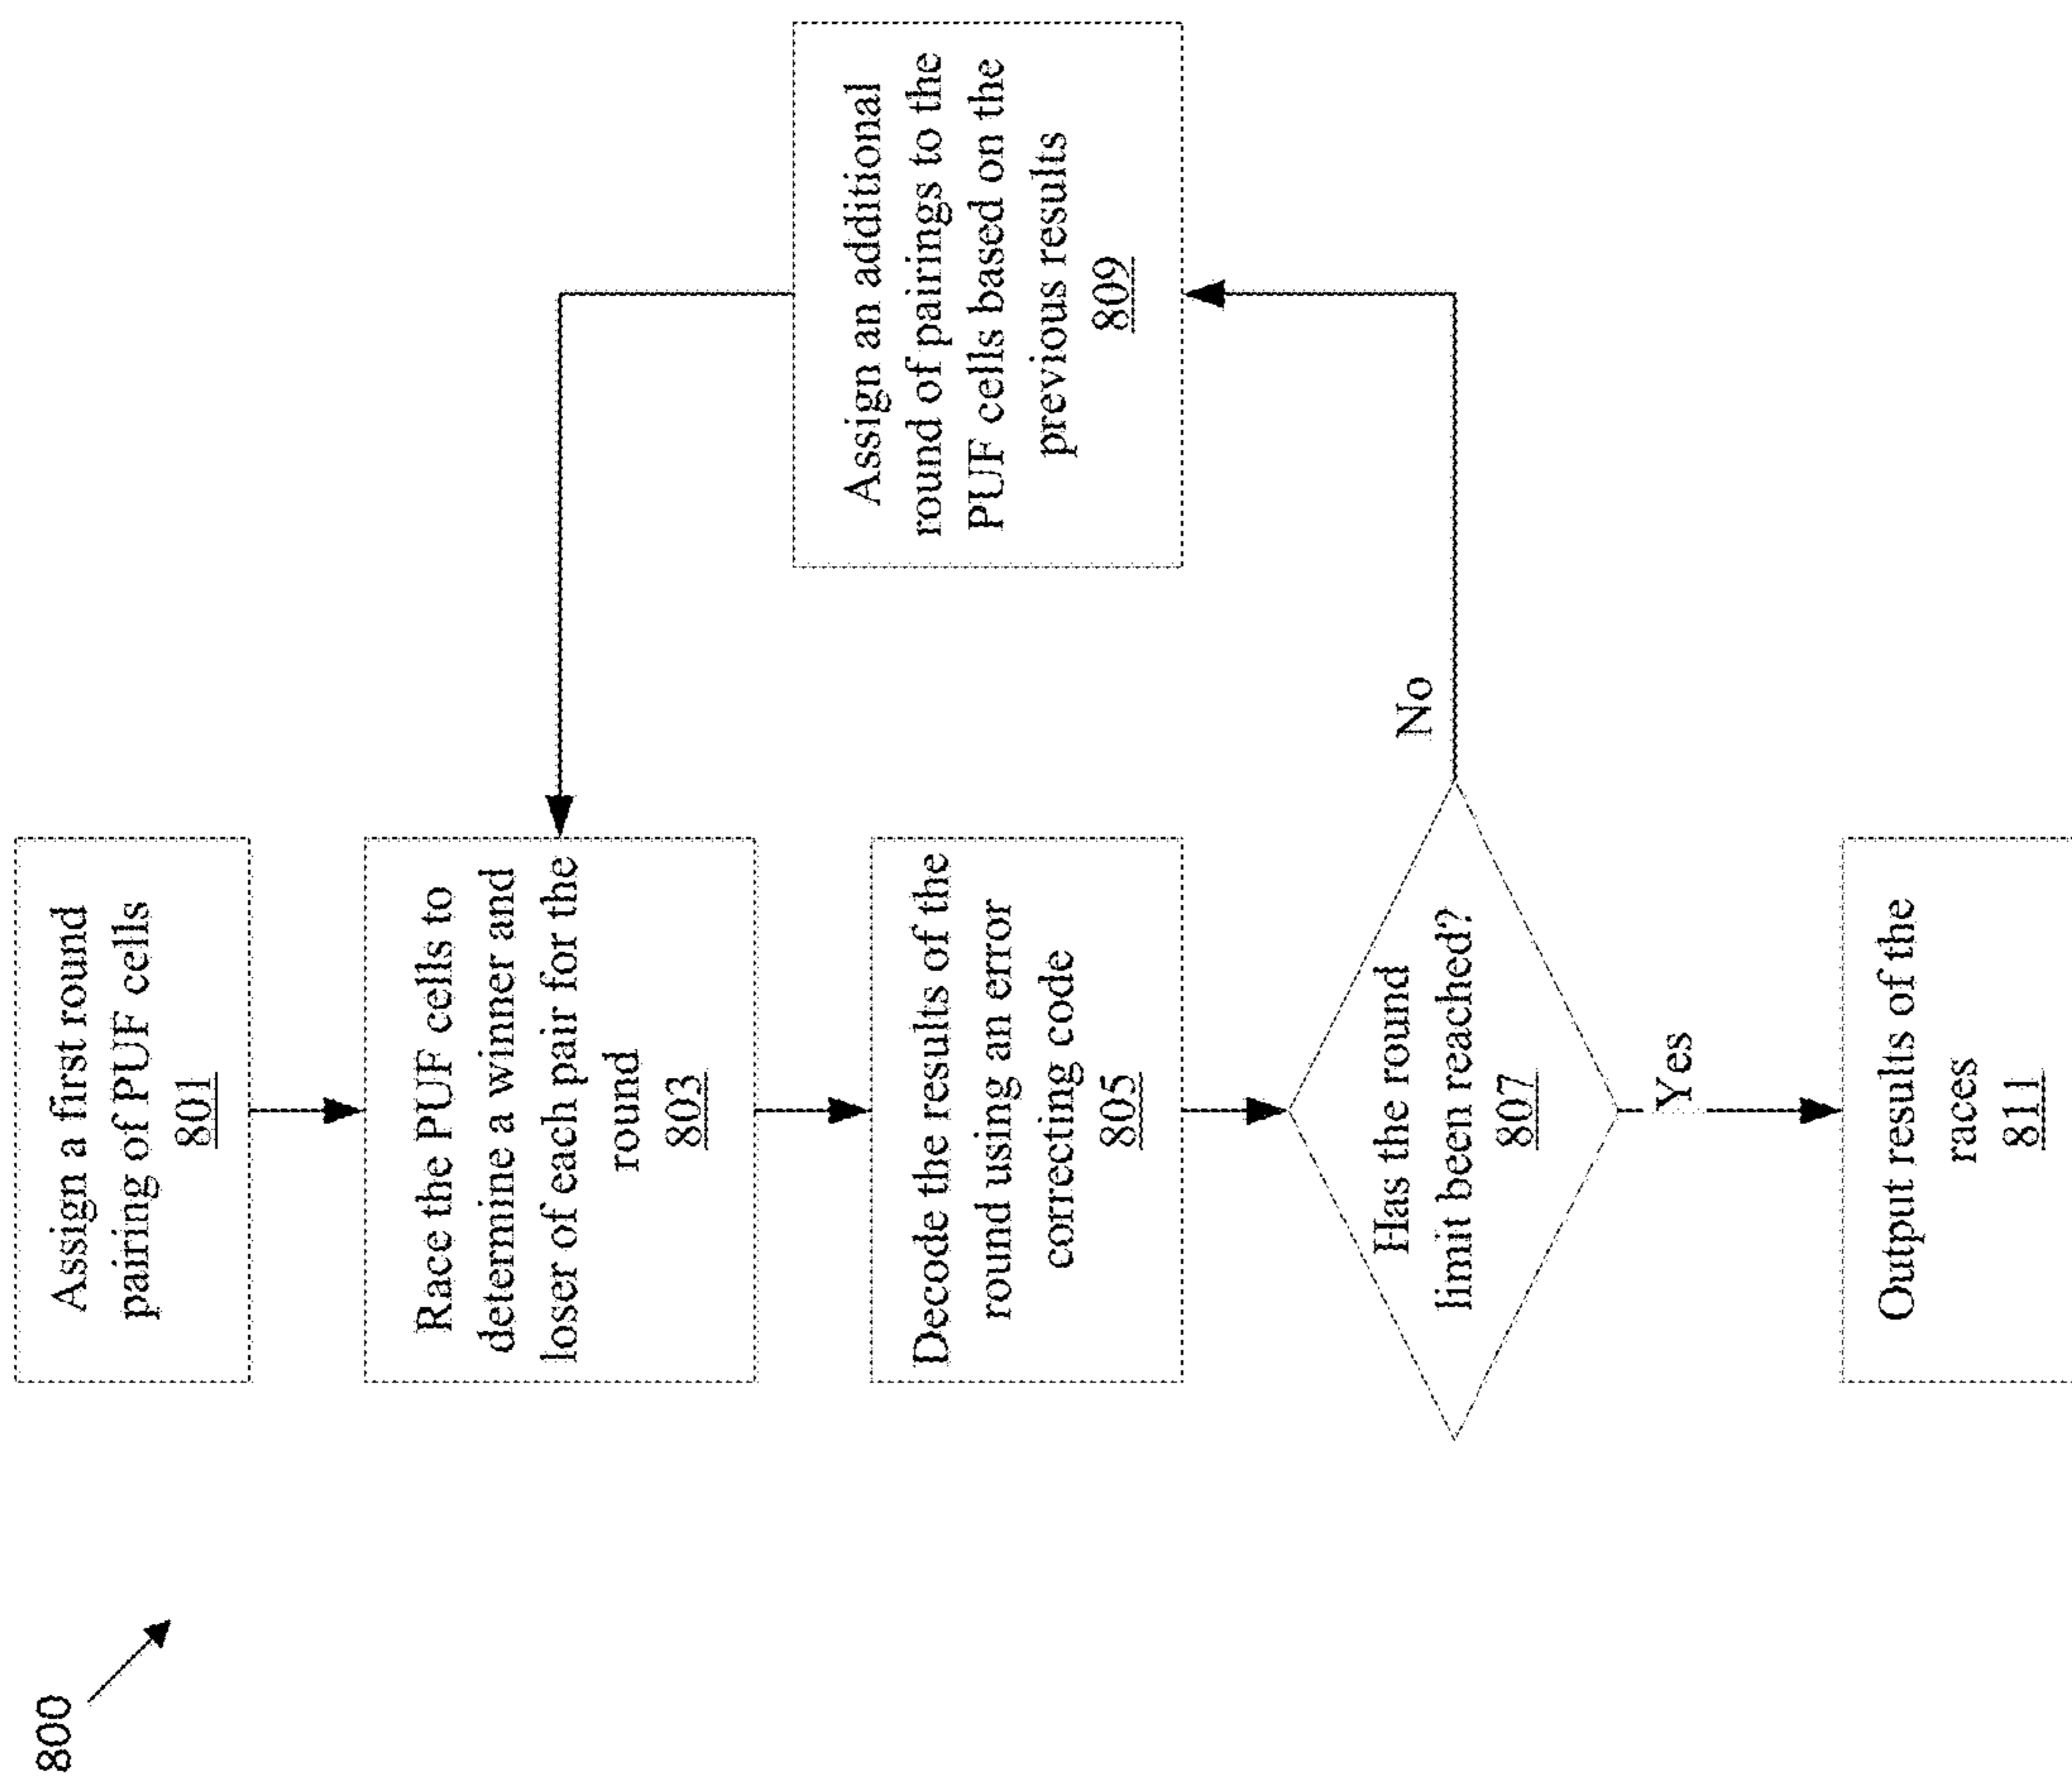 800
Assign a first round
pairing of PUF cells
801
Race the PUF cells to
determine a winner and
loser of each pair for the
round
803
Decode the results of the
round using an error
correcting code
805
Has the round
limit been reached?
807
No
Assign an additional
round of pairings to the
PUF cells based on the
previous results
809
Yes
Output results of the
races
811